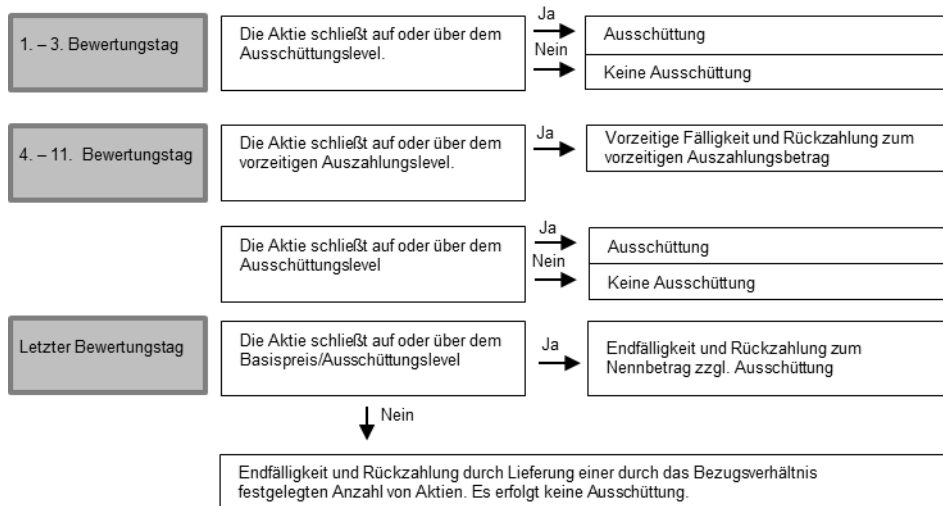 1. – 3. Bewertungstag
Die Aktie schließt auf oder über dem
Ausschüttungslevel.
Ja
Nein
Ausschüttung
Keine Ausschüttung
4. – 11. Bewertungstag
Die Aktie schließt auf oder über dem
vorzeitigen Auszahlungslevel.
Ja
Vorzeitige Fälligkeit und Rückzahlung zum
vorzeitigen Auszahlungsbetrag
Die Aktie schließt auf oder über dem
Ausschüttungslevel
Ja
Nein
Ausschüttung
Keine Ausschüttung
Letzter Bewertungstag
Die Aktie schließt auf oder über dem
Basispreis/Ausschüttungslevel
Ja
Endfälligkeit und Rückzahlung zum
Nennbetrag zzgl. Ausschüttung
Nein
Endfälligkeit und Rückzahlung durch Lieferung einer durch das Bezugsverhältnis
festgelegten Anzahl von Aktien. Es erfolgt keine Ausschüttung.